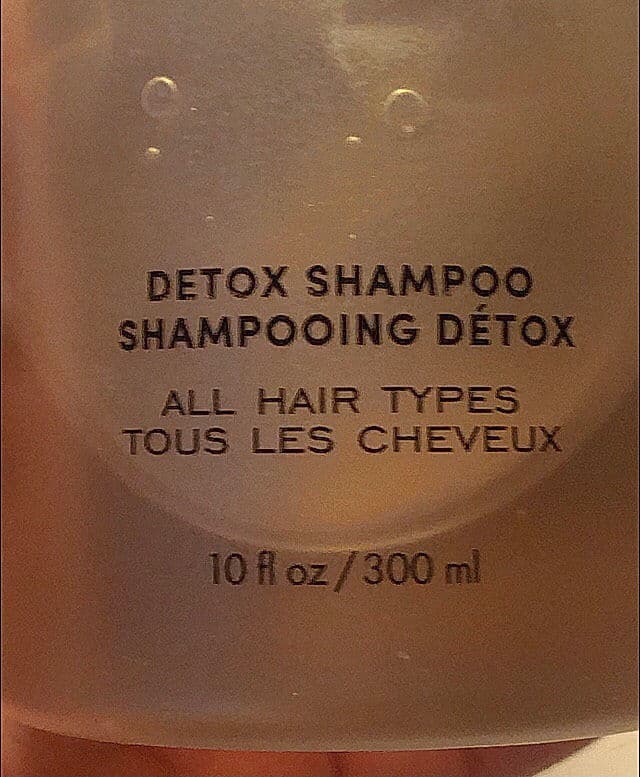 DETOX SHAMPOO
SHAMPOOING DÉTOX
ALL HAIR TYPES
TOUS LES CHEVEUX
10 fl oz / 300 ml